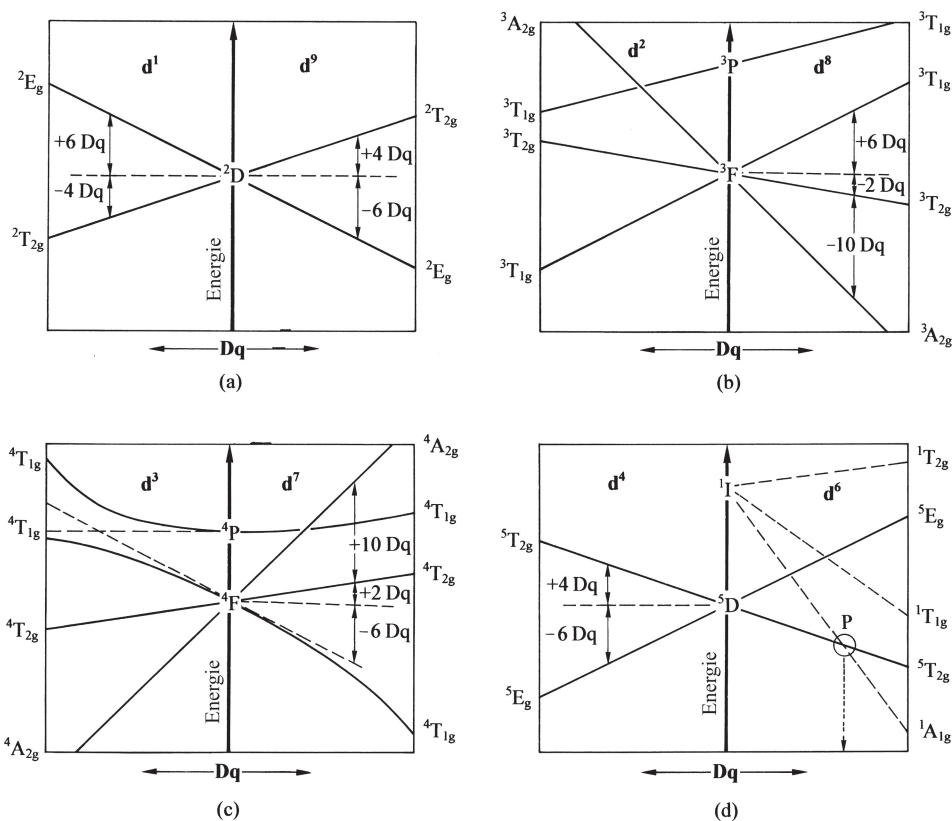 d¹
d⁹
²E_g
+6 Dq
−4 Dq
²T_2g
²D
²T_2g
+4 Dq
−6 Dq
²E_g
Energie
Dq
(a)
³A_2g
d²
³P
d⁸
³T_1g
³T_1g
³T_2g
³T_1g
³F
³T_1g
+6 Dq
−2 Dq
³T_2g
−10 Dq
³A_2g
Energie
Dq
(b)
⁴T_1g
d³
d⁷
⁴A_2g
⁴T_1g
⁴P
⁴T_1g
+10 Dq
⁴T_2g
+2 Dq
⁴F
−6 Dq
⁴T_2g
⁴A_2g
⁴T_1g
Energie
Dq
(c)
d⁴
¹I
d⁶
¹T_2g
⁵E_g
⁵T_2g
+4 Dq
−6 Dq
⁵D
P
¹T_1g
⁵T_2g
⁵E_g
¹A_1g
Energie
Dq
(d)